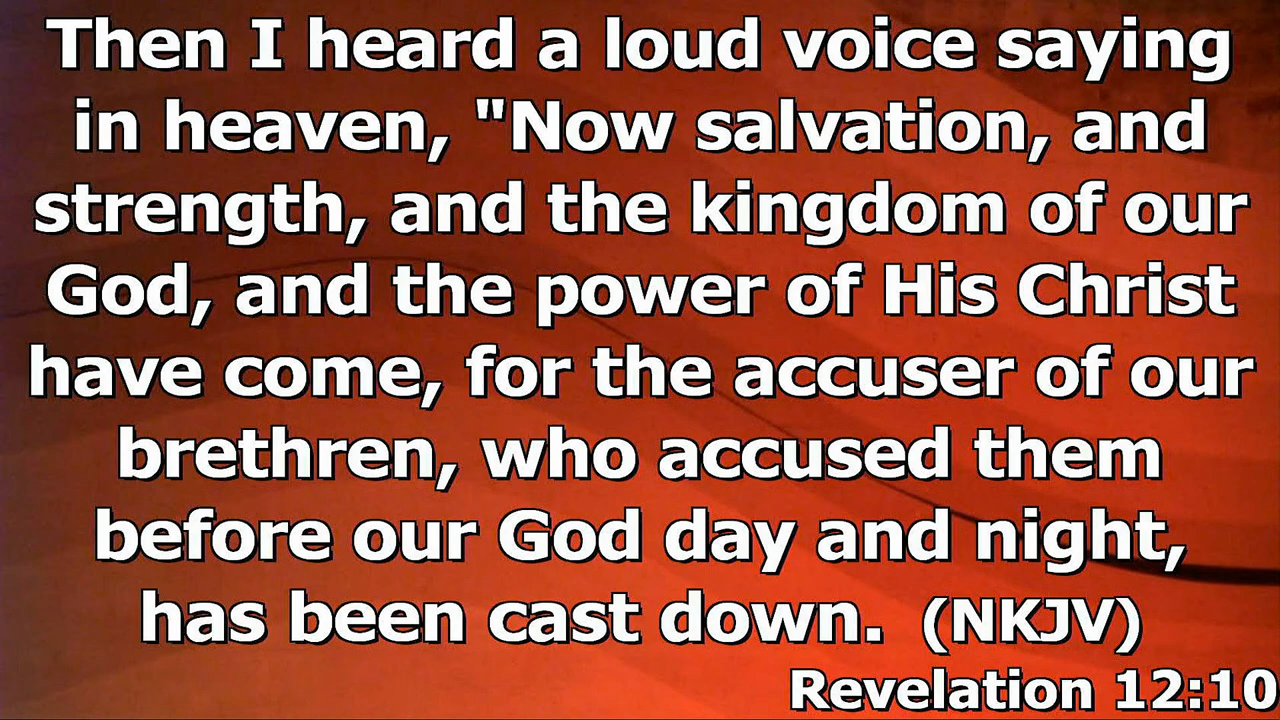 Then I heard a loud voice saying
in heaven, "Now salvation, and
strength, and the kingdom of our
God, and the power of His Christ
have come, for the accuser of our
brethren, who accused them
before our God day and night,
has been cast down. (NKJV)
Revelation 12:10